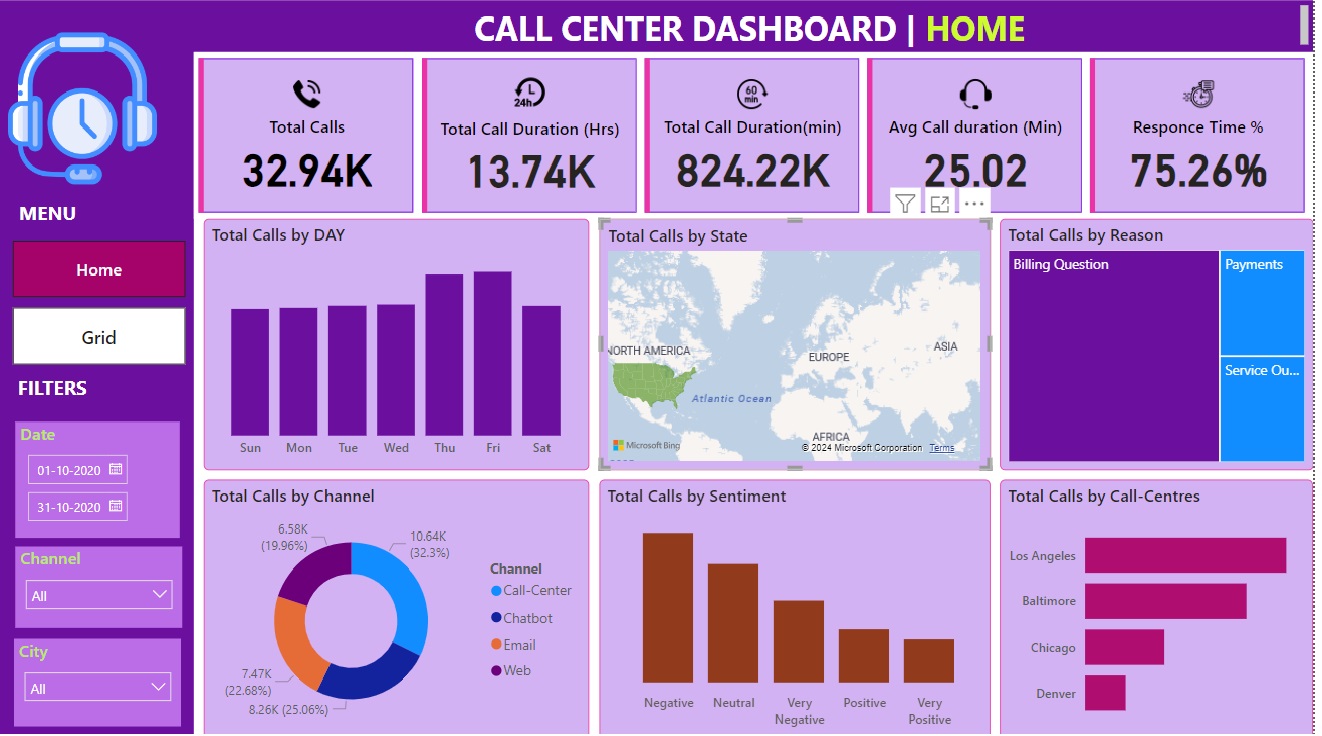 CALL CENTER DASHBOARD | HOME
Total Calls
32.94K
24h
Total Call Duration (Hrs)
13.74K
60
min
Total Call Duration(min)
824.22K
Avg Call duration (Min)
25.02
Responce Time %
75.26%
MENU
Home
Grid
FILTERS
Date
01-10-2020
31-10-2020
Channel
All
City
All
Total Calls by DAY
Sun Mon Tue Wed Thu Fri Sat
Total Calls by State
NORTH AMERICA
EUROPE
ASIA
Atlantic Ocean
AFRICA
Microsoft Bing
© 2024 Microsoft Corporation Terms
Total Calls by Reason
Billing Question
Payments
Service Ou...
Total Calls by Channel
6.58K
(19.96%)
10.64K
(32.3%)
7.47K
(22.68%)
8.26K (25.06%)
Channel
Call-Center
Chatbot
Email
Web
Total Calls by Sentiment
Negative
Neutral
Very
Negative
Positive
Very
Positive
Total Calls by Call-Centres
Los Angeles
Baltimore
Chicago
Denver